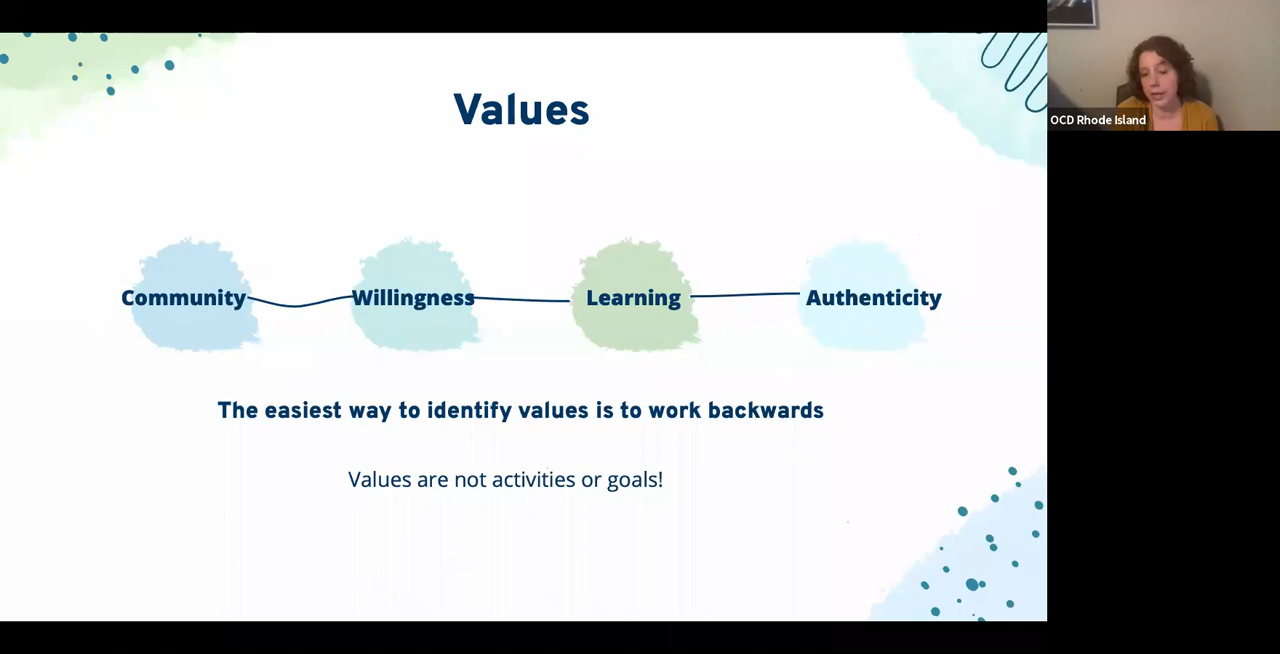 Values
Community Willingness Learning Authenticity
The easiest way to identify values is to work backwards
Values are not activities or goals!
OCD Rhode Island